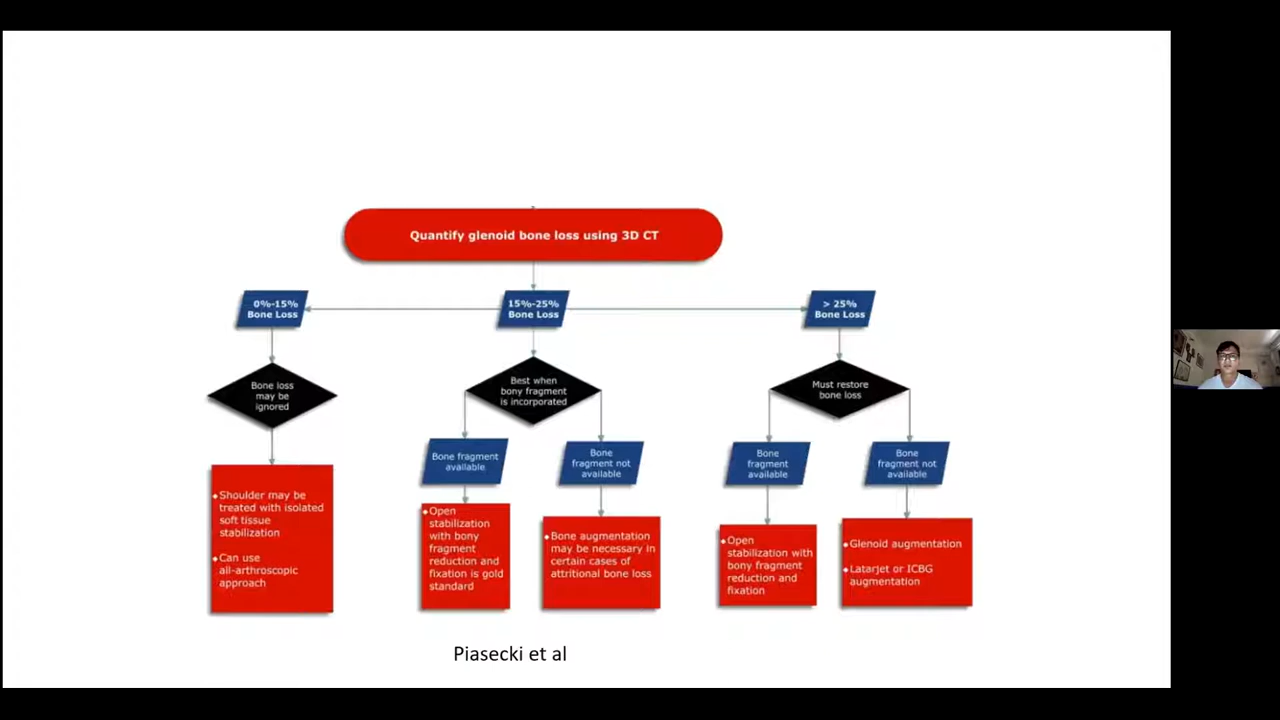 Quantify glenoid bone loss using 3D CT
0%-15%
Bone Loss
15%-25%
Bone Loss
> 25%
Bone Loss
Bone loss
may be
ignored
Best when
bony fragment
is incorporated
Must restore
bone loss
Bone fragment
available
Bone
fragment not
available
Bone
fragment
available
Bone
fragment not
available
Shoulder may be
treated with isolated
soft tissue
stabilization
Can use
all-arthroscopic
approach
Open
stabilization
with bony
fragment
reduction and
fixation is gold
standard
Bone augmentation
may be necessary in
certain cases of
attritional bone loss
Open
stabilization with
bony fragment
reduction and
fixation
Glenoid augmentation
Latarjet or ICBG
augmentation
Piasecki et al